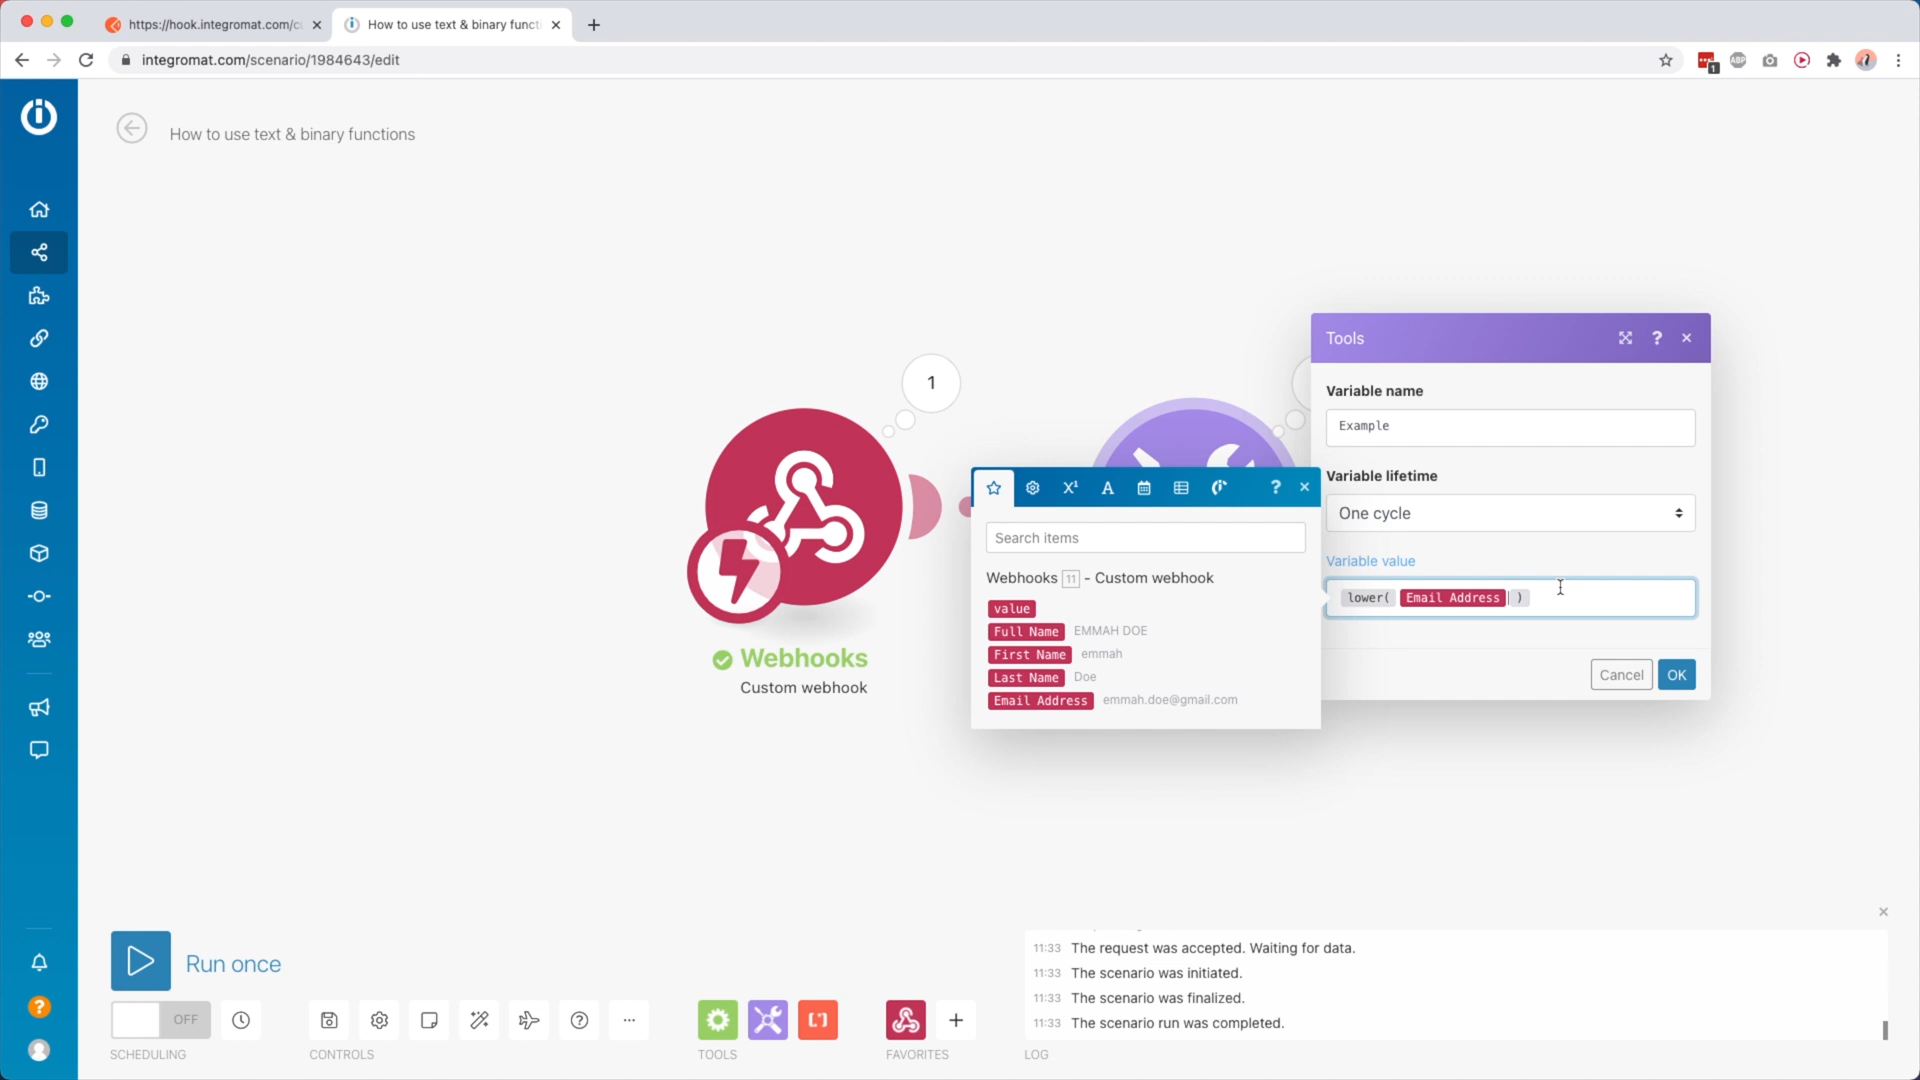 https://hook.integromat.com/cu
How to use text & binary functi
integromat.com/scenario/1984643/edit
1
ABP
How to use text & binary functions
1
Webhooks
Custom webhook
Tools
?
Variable name
Example
Variable lifetime
One cycle
Variable value
lower( Email Address )
Cancel
OK
X¹
A
?
Search items
Webhooks 11 - Custom webhook
value
Full Name EMMAH DOE
First Name emmah
Last Name Doe
Email Address emmah.doe@gmail.com
Run once
OFF
SCHEDULING
CONTROLS
TOOLS
FAVORITES
11:33 The request was accepted. Waiting for data.
11:33 The scenario was initiated.
11:33 The scenario was finalized.
11:33 The scenario run was completed.
LOG